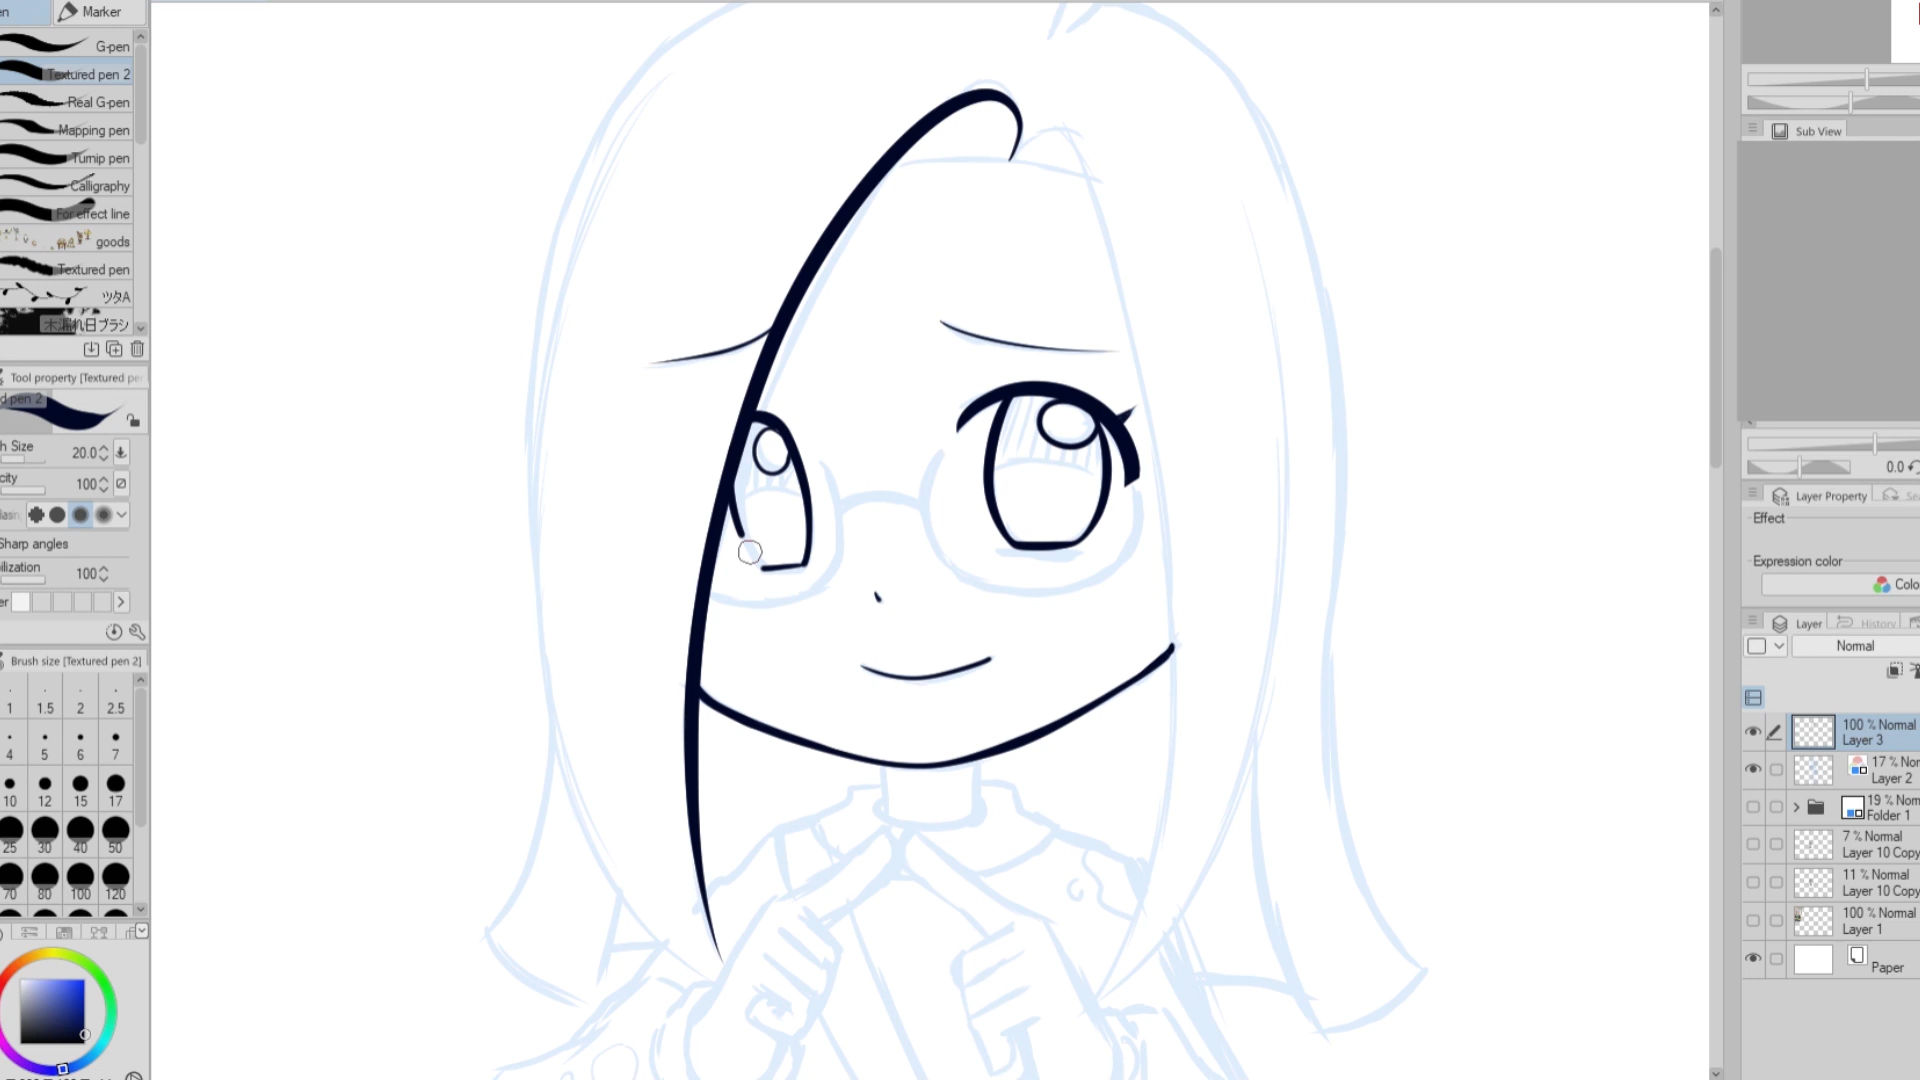 en
Marker
G-pen
Textured pen 2
Real G-pen
Mapping pen
Turnip pen
Calligraphy
For effect line
goods
Textured pen
ツタA
木漏れ日ブラシ
Tool property [Textured pe
d pen 2
h Size 20.0
city 100
Sharp angles
ilization 100
er
Brush size [Textured pen 2]
1 1.5 2 2.5
4 5 6 7
10 12 15 17
25 30 40 50
70 80 100 120
Sub View
0.0
Layer Property
Effect
Expression color
Colo
Layer History
Normal
100 % Normal
Layer 3
17 % Nor
Layer 2
19 % Nom
Folder 1
7 % Normal
Layer 10 Copy
11 % Normal
Layer 10 Copy
100 % Normal
Layer 1
Paper